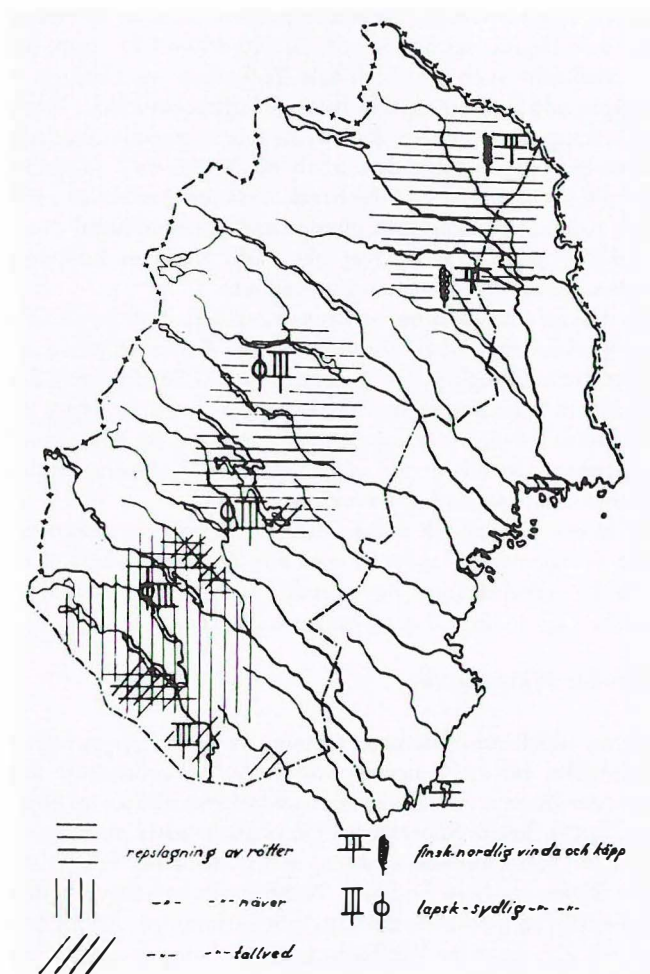 repslagning av rötter
-"- -"- näver
-"- -"- tallved
finsk-nordlig vinda och käpp
lapsk-sydlig -"- -"-